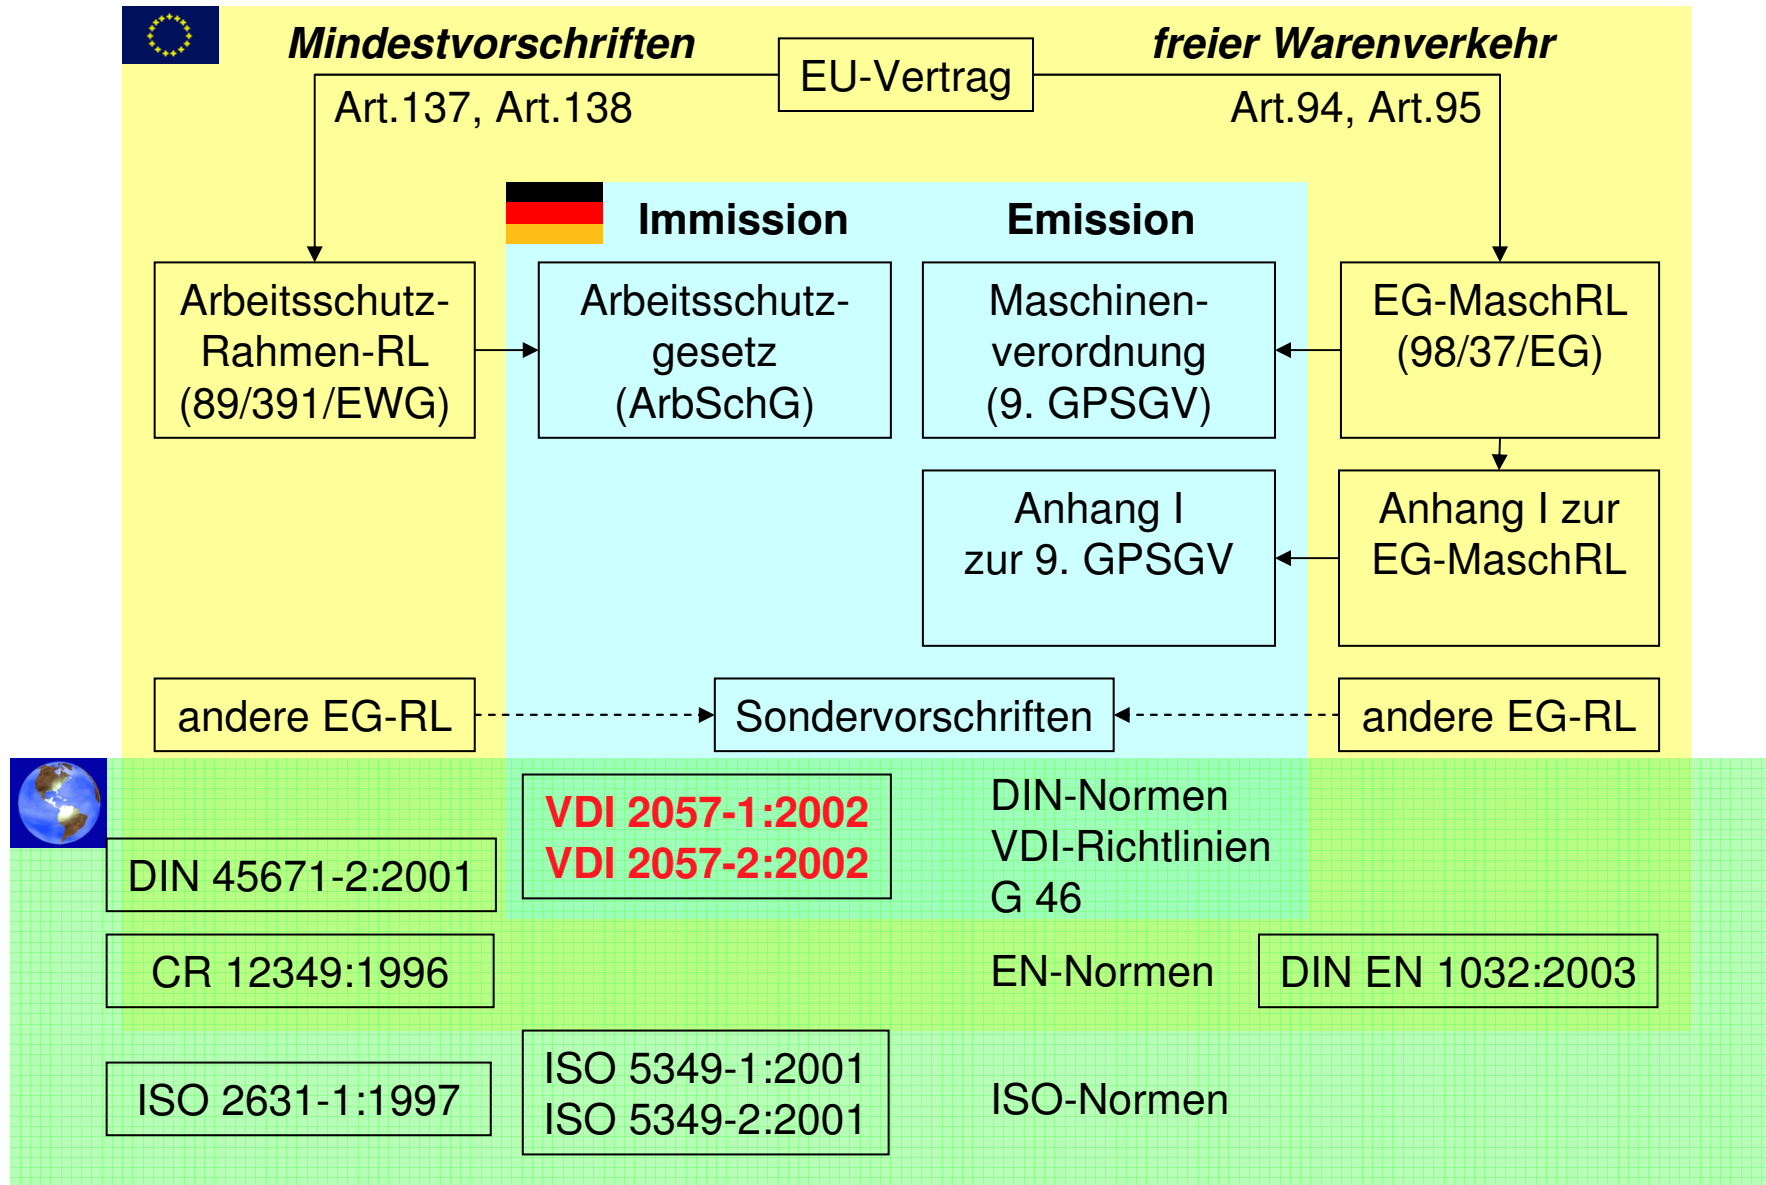 Mindestvorschriften
freier Warenverkehr
EU-Vertrag
Art.137, Art.138
Art.94, Art.95
Immission
Emission
Arbeitsschutz-
Rahmen-RL
(89/391/EWG)
Arbeitsschutz-
gesetz
(ArbSchG)
Maschinen-
verordnung
(9. GPSGV)
EG-MaschRL
(98/37/EG)
Anhang I
zur 9. GPSGV
Anhang I zur
EG-MaschRL
andere EG-RL
Sondervorschriften
andere EG-RL
VDI 2057-1:2002
VDI 2057-2:2002
DIN-Normen
VDI-Richtlinien
G 46
DIN 45671-2:2001
CR 12349:1996
EN-Normen
DIN EN 1032:2003
ISO 2631-1:1997
ISO 5349-1:2001
ISO 5349-2:2001
ISO-Normen